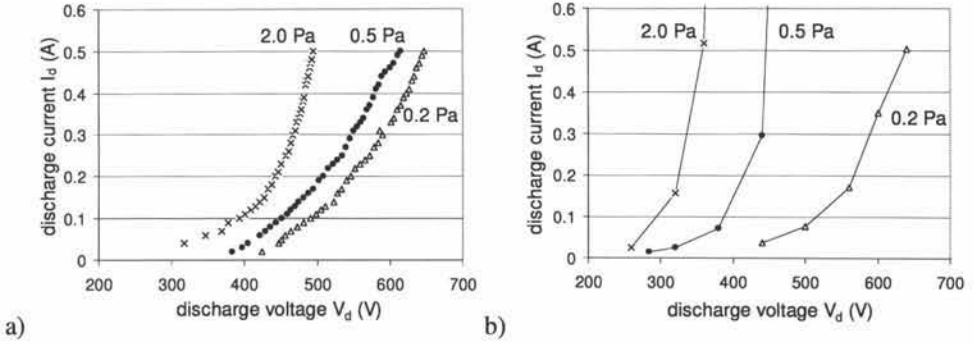 a)
discharge current I_d (A)
0.5
0.4
0.3
0.2
0.1
0
200 300 400 500 600 700
discharge voltage V_d (V)
2.0 Pa
0.5 Pa
0.2 Pa
b)
discharge current I_d (A)
0.6
0.5
0.4
0.3
0.2
0.1
0
200 300 400 500 600 700
discharge voltage V_d (V)
2.0 Pa
0.5 Pa
0.2 Pa